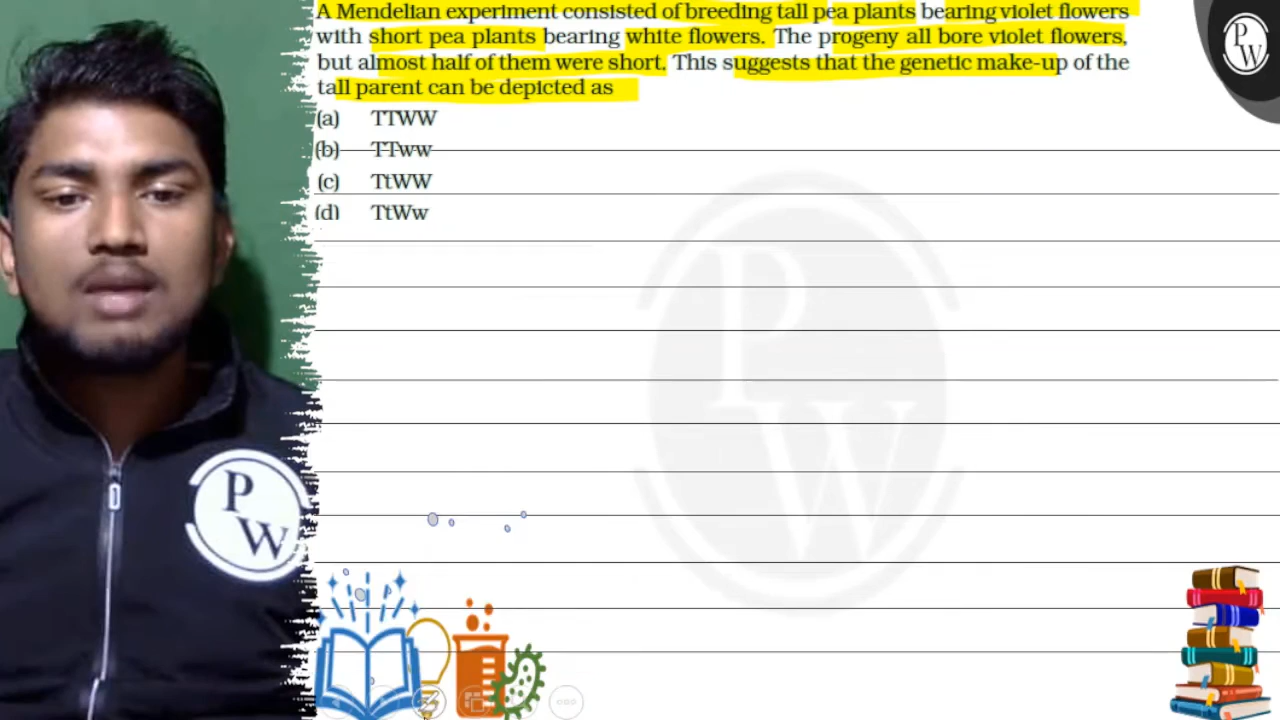 A Mendelian experiment consisted of breeding tall pea plants bearing violet flowers
with short pea plants bearing white flowers. The progeny all bore violet flowers,
but almost half of them were short. This suggests that the genetic make-up of the
tall parent can be depicted as
(a) TTWW
(b) TTww
(c) TtWW
(d) TtWw
P
W
P
W
P
W